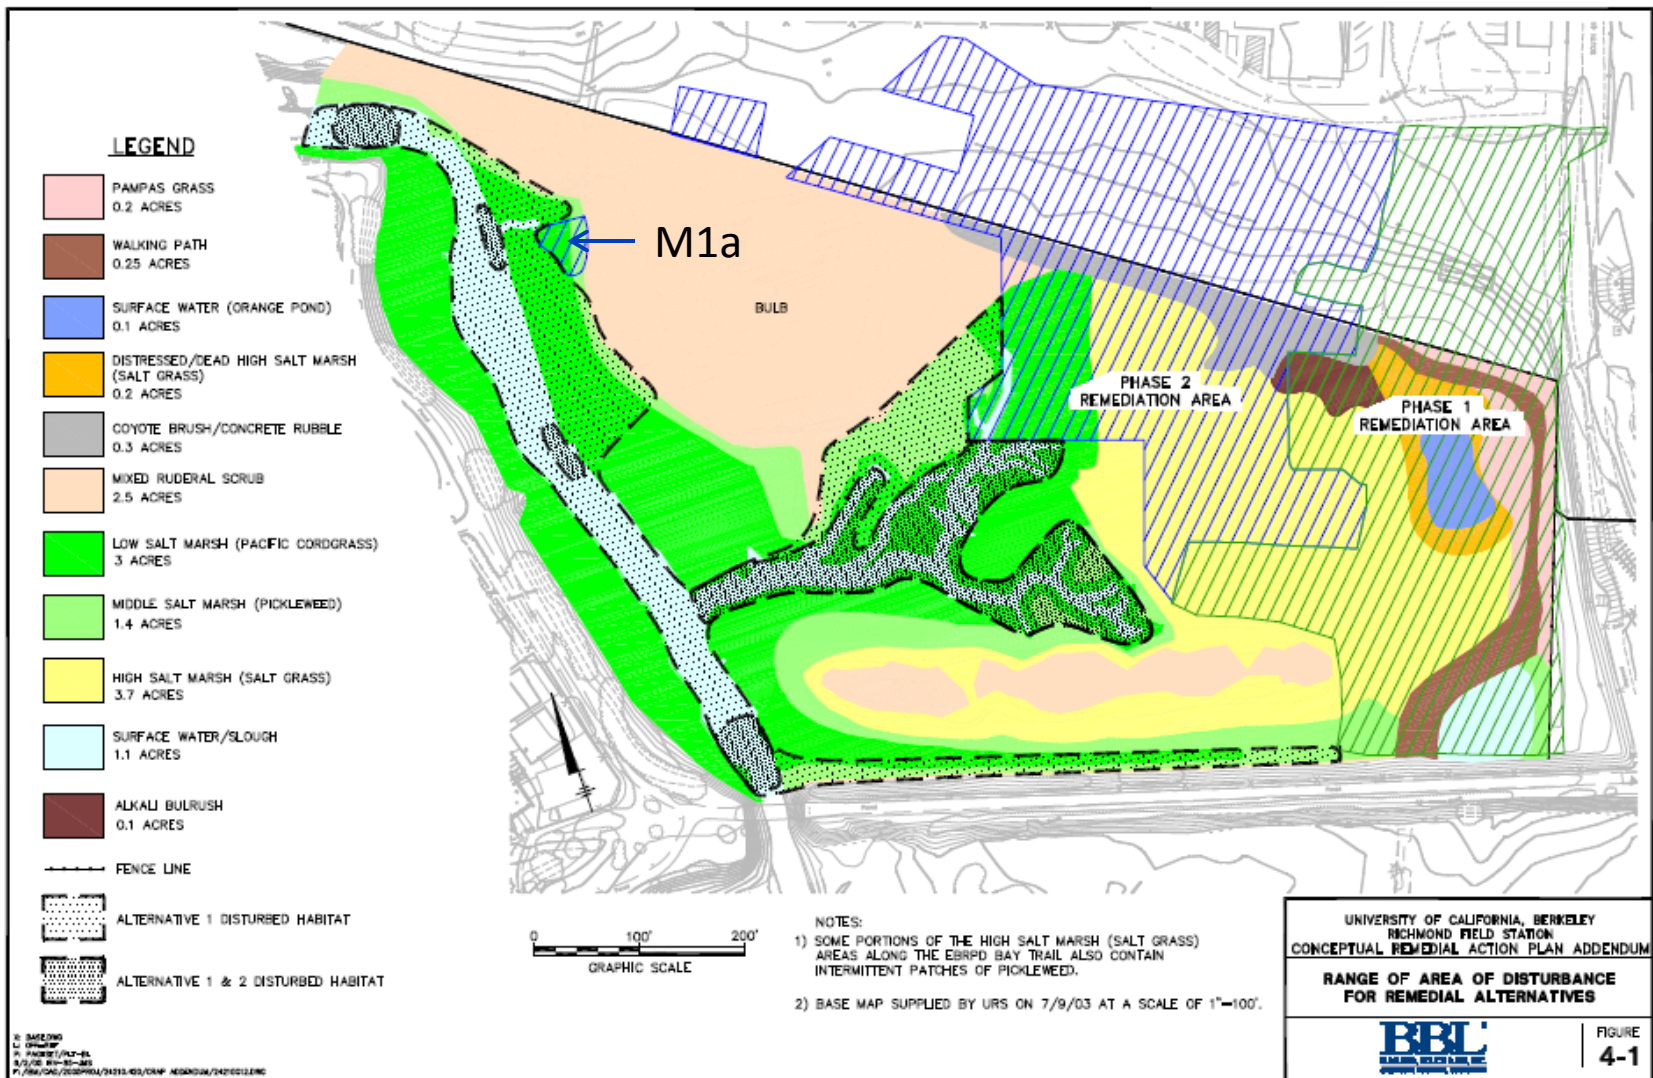 LEGEND
PAMPAS GRASS
0.2 ACRES
WALKING PATH
0.25 ACRES
SURFACE WATER (ORANGE POND)
0.1 ACRES
DISTRESSED/DEAD HIGH SALT MARSH
(SALT GRASS)
0.2 ACRES
COYOTE BRUSH/CONCRETE RUBBLE
0.3 ACRES
MIXED RUDERAL SCRUB
2.5 ACRES
LOW SALT MARSH (PACIFIC CORDGRASS)
3 ACRES
MIDDLE SALT MARSH (PICKLEWEED)
1.4 ACRES
HIGH SALT MARSH (SALT GRASS)
3.7 ACRES
SURFACE WATER/SLOUGH
1.1 ACRES
ALKALI BULRUSH
0.1 ACRES
FENCE LINE
ALTERNATIVE 1 DISTURBED HABITAT
ALTERNATIVE 1 & 2 DISTURBED HABITAT
M1a
BULB
PHASE 2
REMEDIATION AREA
PHASE 1
REMEDIATION AREA
0 100' 200'
GRAPHIC SCALE
NOTES:
1) SOME PORTIONS OF THE HIGH SALT MARSH (SALT GRASS)
AREAS ALONG THE EBRPD BAY TRAIL ALSO CONTAIN
INTERMITTENT PATCHES OF PICKLEWEED.
2) BASE MAP SUPPLIED BY URS ON 7/9/03 AT A SCALE OF 1"=100'.
UNIVERSITY OF CALIFORNIA, BERKELEY
RICHMOND FIELD STATION
CONCEPTUAL REMEDIAL ACTION PLAN ADDENDUM
RANGE OF AREA OF DISTURBANCE
FOR REMEDIAL ALTERNATIVES
BBL
FIGURE
4-1